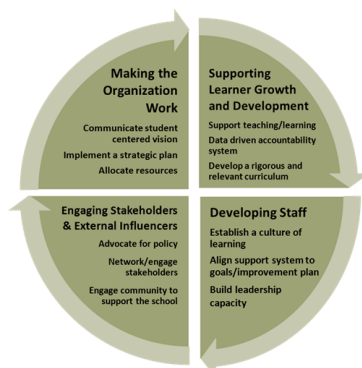 Making the
Organization
Work
Communicate student
centered vision
Implement a strategic plan
Allocate resources
Supporting
Learner Growth
and Development
Support teaching/learning
Data driven accountability
system
Develop a rigorous and
relevant curriculum
Engaging Stakeholders
& External Influencers
Advocate for policy
Network/engage
stakeholders
Engage community to
support the school
Developing Staff
Establish a culture of
learning
Align support system to
goals/improvement plan
Build leadership
capacity